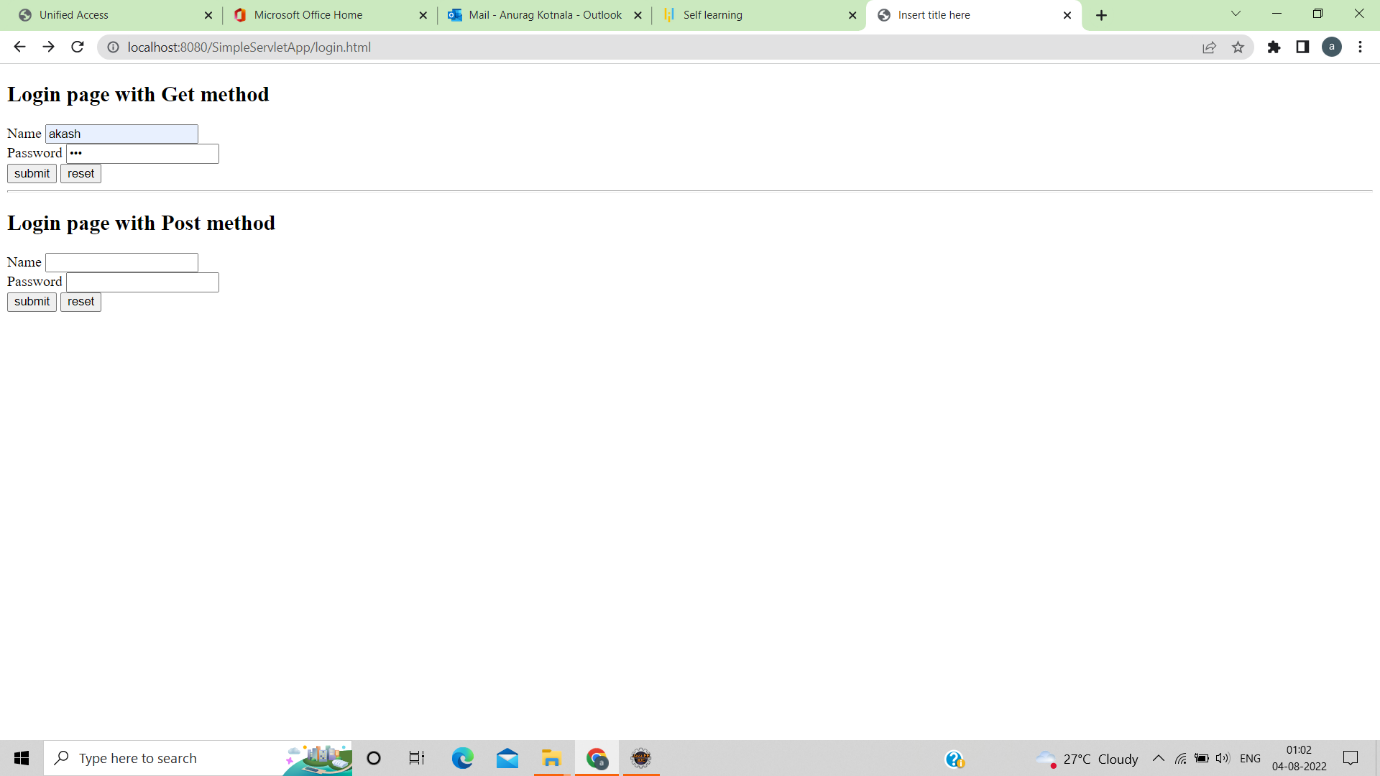 Unified Access
Microsoft Office Home
Mail - Anurag Kotnala - Outlook
Self learning
Insert title here
localhost:8080/SimpleServletApp/login.html
a
Login page with Get method
Name akash
Password •••
submit reset
Login page with Post method
Name
Password
submit reset
Type here to search
27°C Cloudy
ENG
01:02
04-08-2022